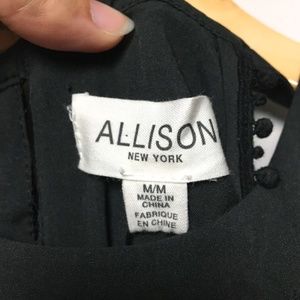 ALLISON
NEW YORK
M/M
MADE IN
CHINA
FABRIQUE
EN CHINE